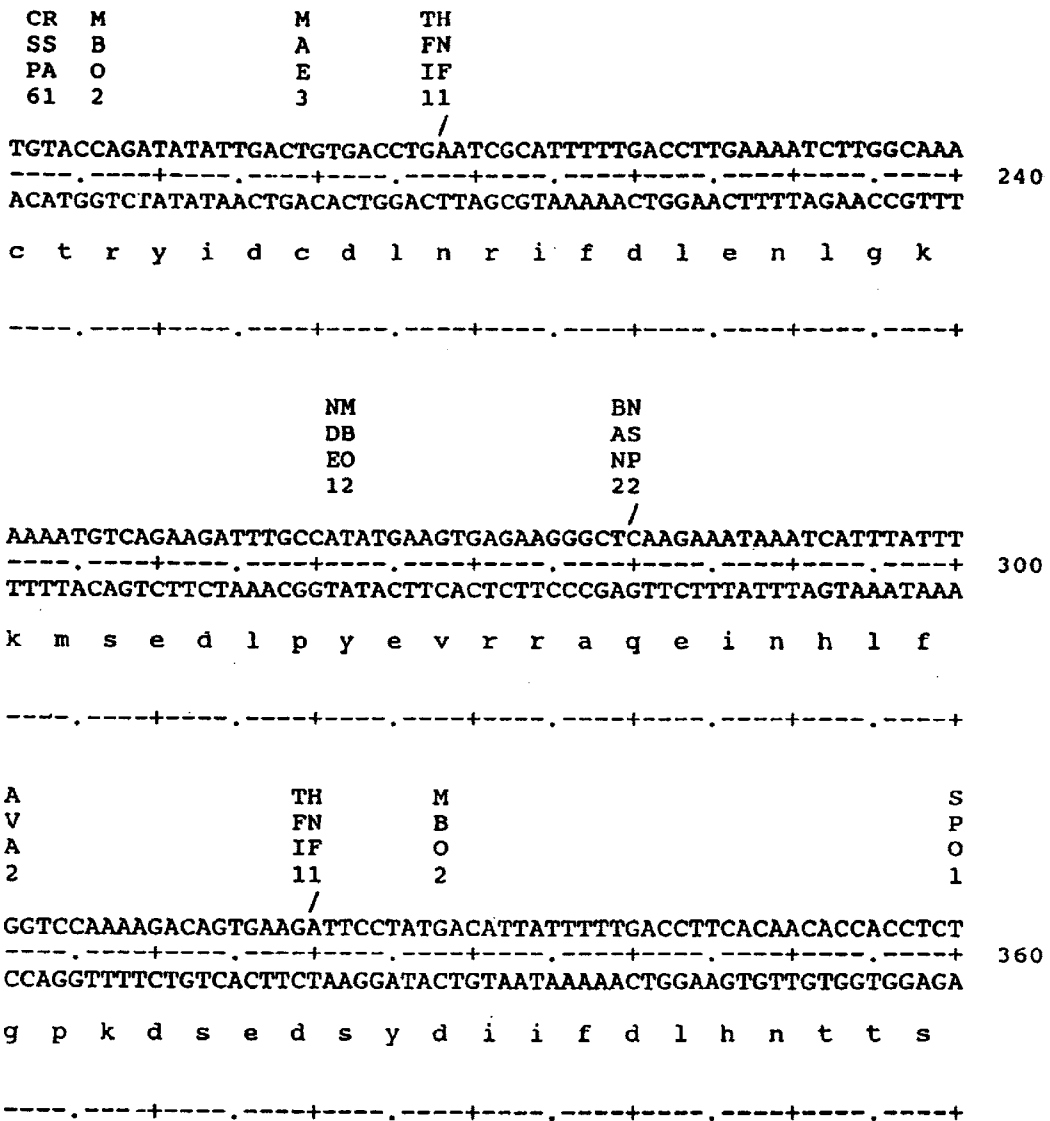 CR M M TH
SS B A FN
PA O E IF
61 2 3 11
/
TGTACCAGATATATTGACTGTGACCTGAATCGCATTTTTGACCTTGAAAATCTTGGCAAA
----.----+----.----+----.----+----.----+----.----+----.----+ 240
ACATGGTCTATATAACTGACACTGGACTTAGCGTAAAAACTGGAACTTTTAGAACCGTTT
c t r y i d c d l n r i f d l e n l g k
----.----+----.----+----.----+----.----+----.----+----.----+
NM BN
DB AS
EO NP
12 22
/
AAAATGTCAGAAGATTTGCCATATGAAGTGAGAAGGGCTCAAGAAATAAATCATTTATTT
----.----+----.----+----.----+----.----+----.----+----.----+ 300
TTTTACAGTCTTCTAAACGGTATACTTCACTCTTCCCGAGTTCTTTATTTAGTAAATAAA
k m s e d l p y e v r r a q e i n h l f
----.----+----.----+----.----+----.----+----.----+----.----+
A TH M S
V FN B P
A IF O O
2 11 2 1
/
GGTCCAAAAGACAGTGAAGATTCCTATGACATTATTTTTGACCTTCACAACACCACCTCT
----.----+----.----+----.----+----.----+----.----+----.----+ 360
CCAGGTTTTCTGTCACTTCTAAGGATACTGTAATAAAAACTGGAAGTGTTGTGGTGGAGA
g p k d s e d s y d i i f d l h n t t s
----.----+----.----+----.----+----.----+----.----+----.----+